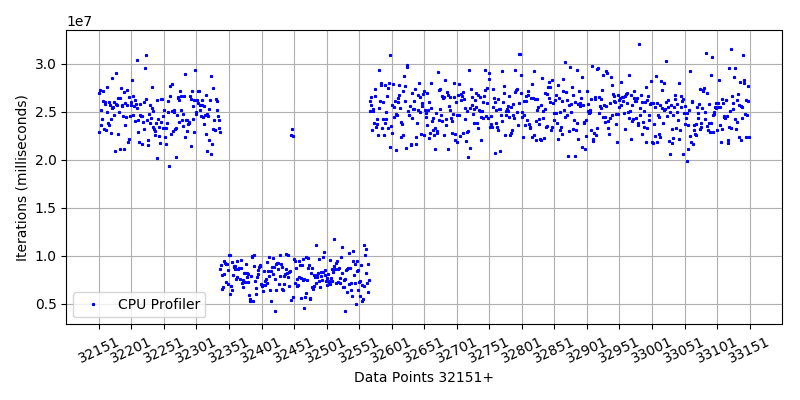 1e7
3.0
2.5
2.0
1.5
1.0
0.5
Iterations (milliseconds)
CPU Profiler
32151 32201 32251 32301 32351 32401 32451 32501 32551 32601 32651 32701 32751 32801 32851 32901 32951 33001 33051 33101 33151
Data Points 32151+